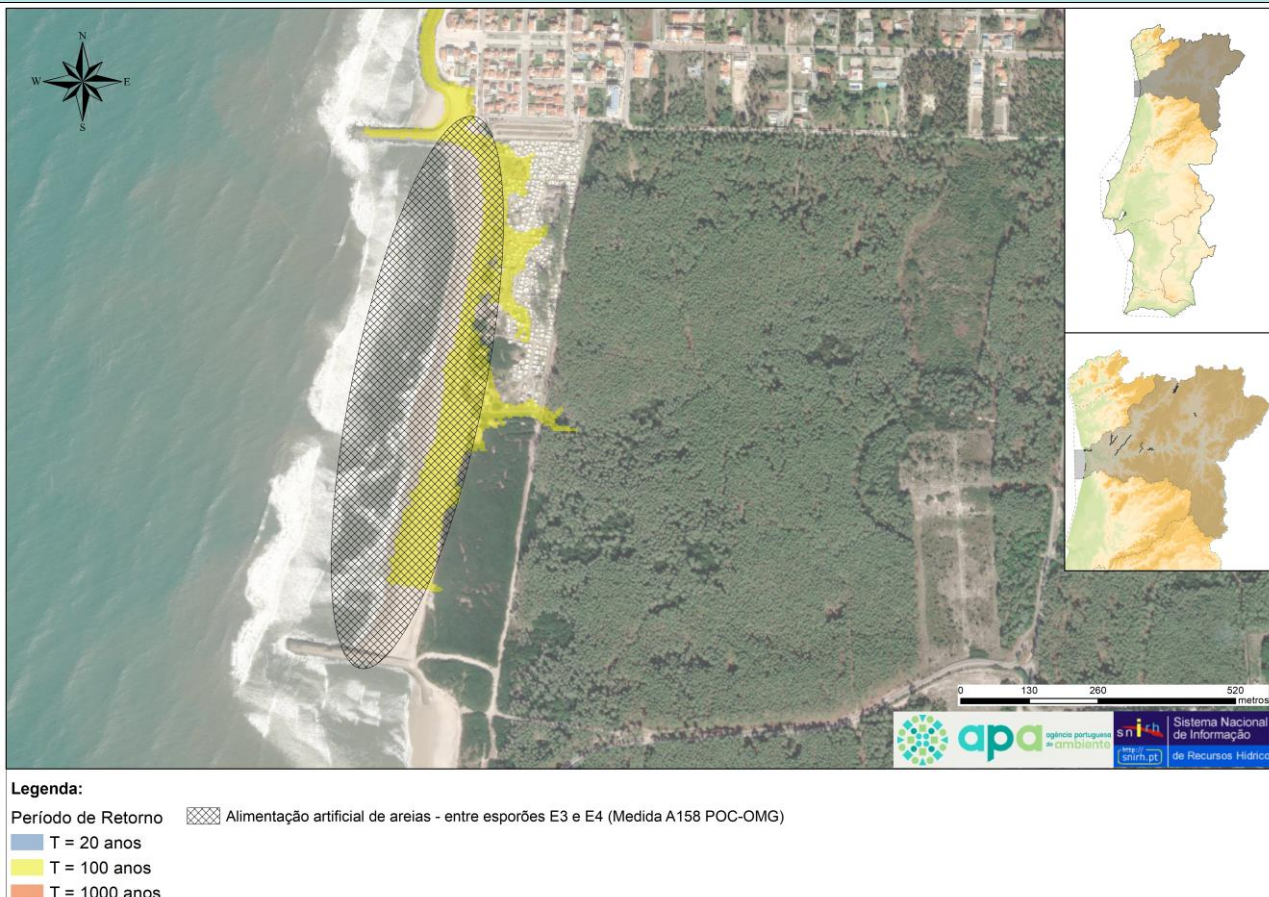 N
W E
S
0 130 260 520
metros
apa agência portuguesa
do ambiente
snirh
http://
snirh.pt
Sistema Nacional
de Informação
de Recursos Hídricos
Legenda:
Período de Retorno
Alimentação artificial de areias - entre esporões E3 e E4 (Medida A158 POC-OMG)
T = 20 anos
T = 100 anos
T = 1000 anos